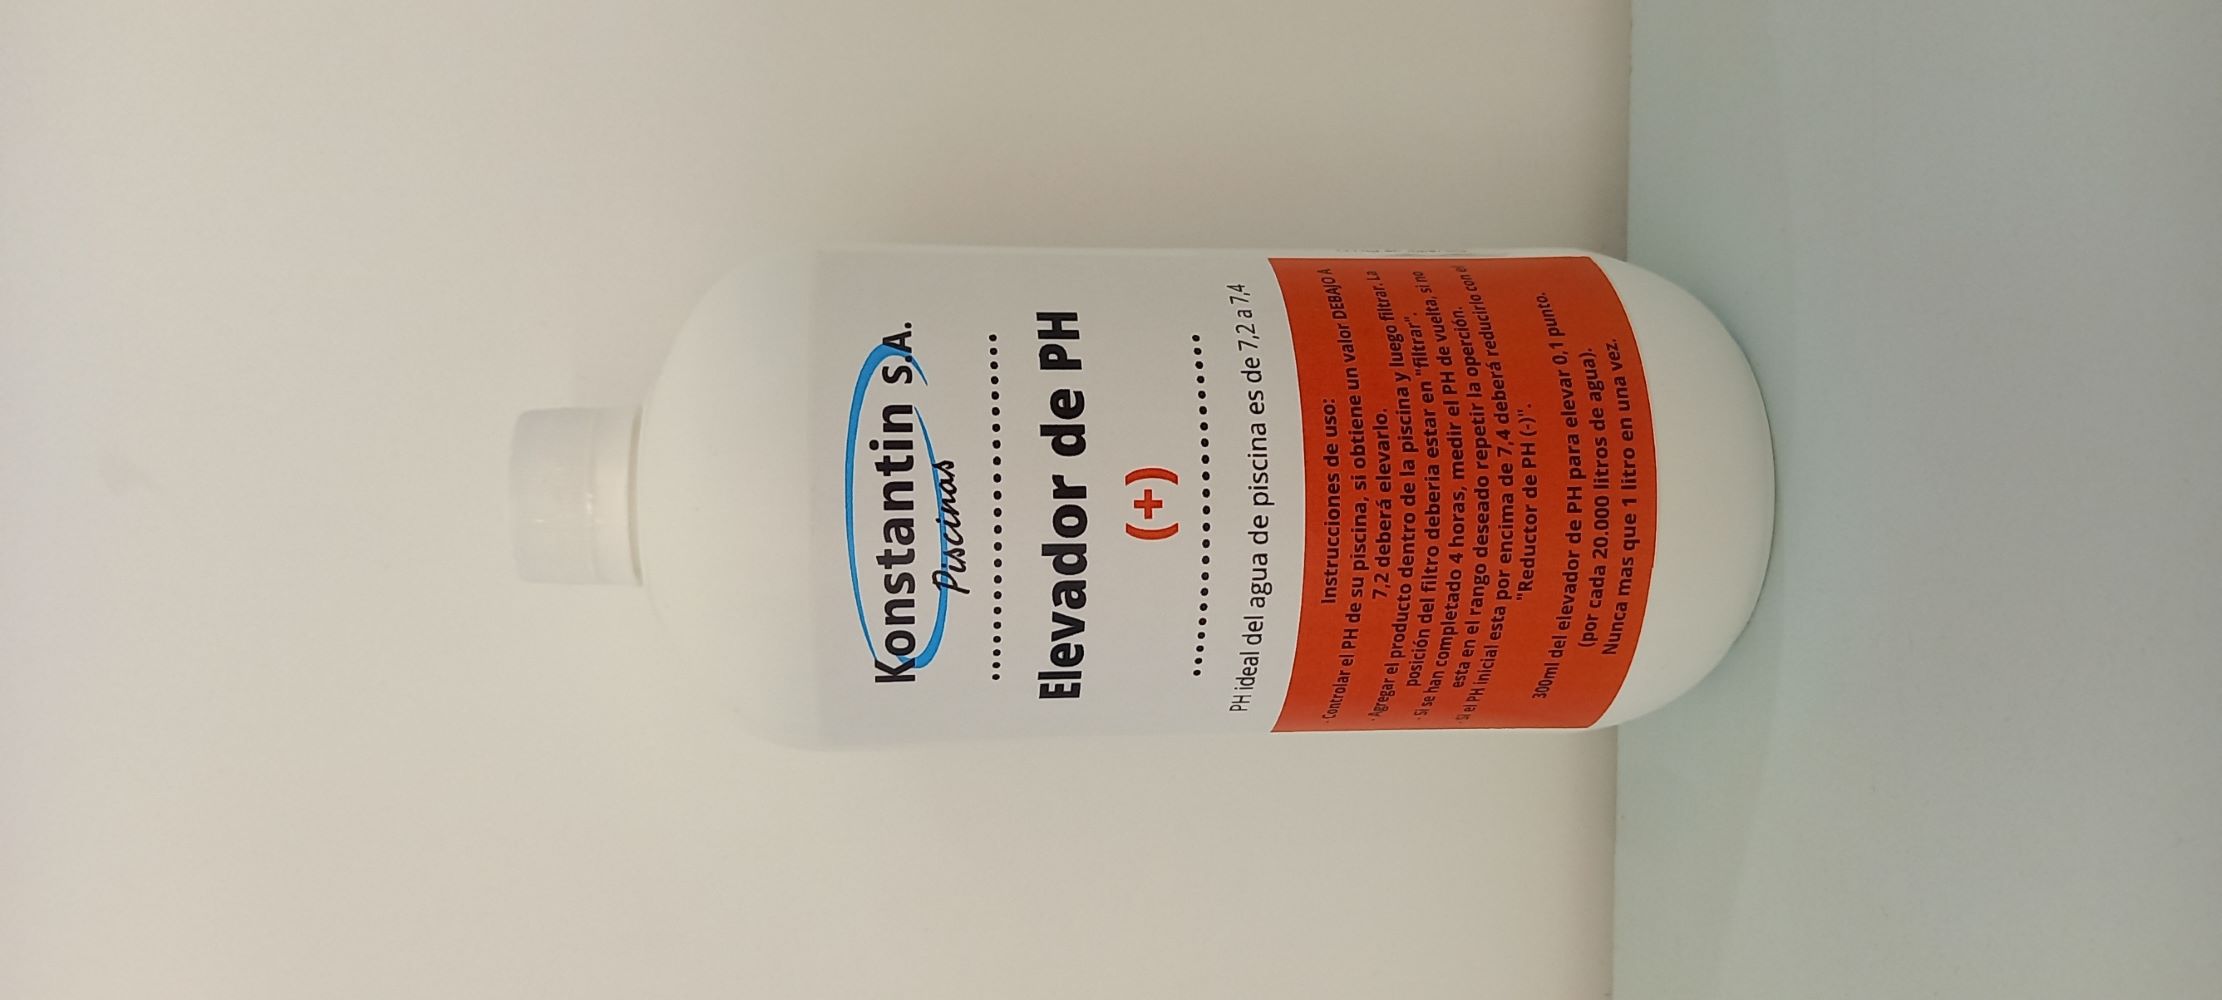 Konstantin S.A.
Piscinas
Elevador de PH
(+)
PH ideal del agua de piscina es de 7,2 a 7,4
Instrucciones de uso:
· Controlar el PH de su piscina, si obtiene un valor DEBAJO A
7,2 deberá elevarlo.
· Agregar el producto dentro de la piscina y luego filtrar. La
posición del filtro deberia estar en "filtrar".
· Si se han completado 4 horas, medir el PH de vuelta, si no
esta en el rango deseado repetir la operción.
· Si el PH inicial esta por encima de 7,4 deberá reducirlo con el
"Reductor de PH (-)".
300ml del elevador de PH para elevar 0,1 punto.
(por cada 20.000 litros de agua).
Nunca mas que 1 litro en una vez.